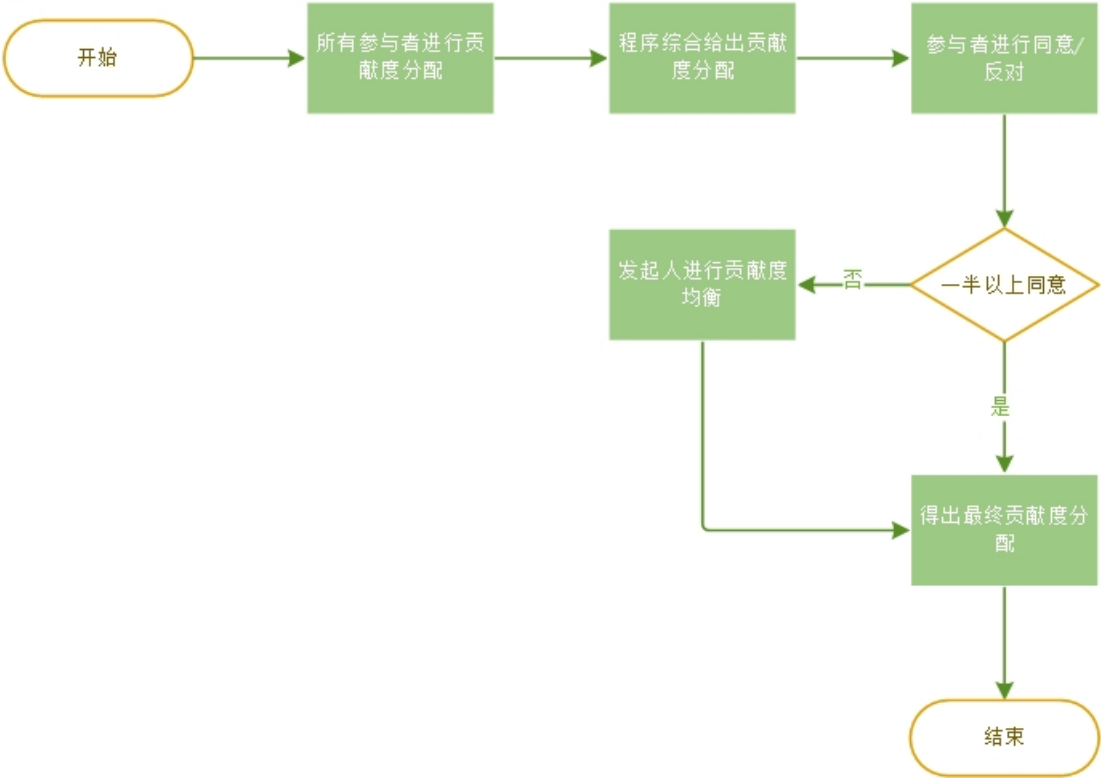 开始
所有参与者进行贡
献度分配
程序综合给出贡献
度分配
参与者进行同意/
反对
一半以上同意
否
发起人进行贡献度
均衡
是
得出最终贡献度分
配
结束